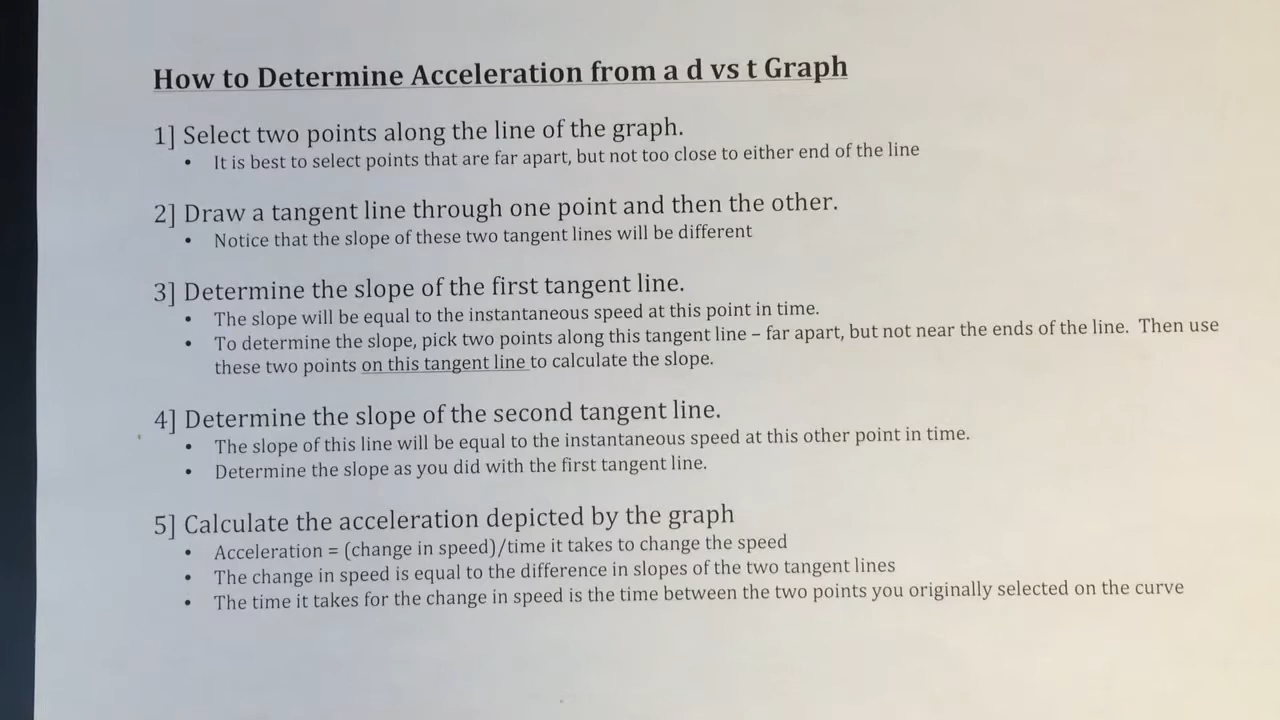 How to Determine Acceleration from a d vs t Graph
1] Select two points along the line of the graph.
• It is best to select points that are far apart, but not too close to either end of the line
2] Draw a tangent line through one point and then the other.
• Notice that the slope of these two tangent lines will be different
3] Determine the slope of the first tangent line.
• The slope will be equal to the instantaneous speed at this point in time.
• To determine the slope, pick two points along this tangent line – far apart, but not near the ends of the line. Then use
these two points on this tangent line to calculate the slope.
4] Determine the slope of the second tangent line.
• The slope of this line will be equal to the instantaneous speed at this other point in time.
• Determine the slope as you did with the first tangent line.
5] Calculate the acceleration depicted by the graph
• Acceleration = (change in speed)/time it takes to change the speed
• The change in speed is equal to the difference in slopes of the two tangent lines
• The time it takes for the change in speed is the time between the two points you originally selected on the curve